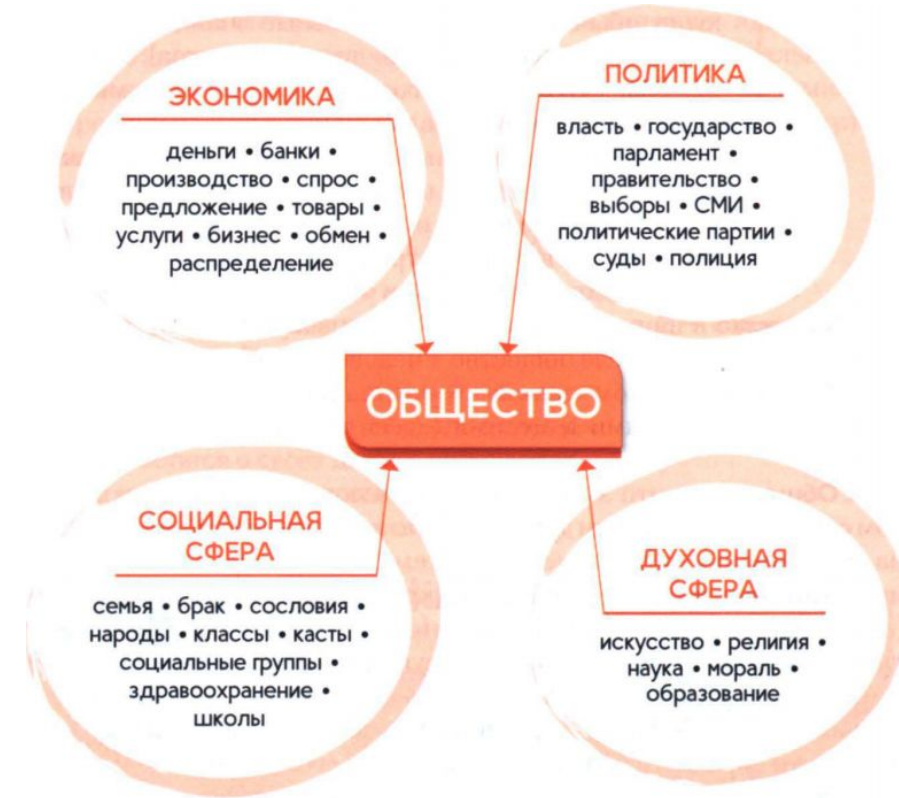 ЭКОНОМИКА
деньги • банки •
производство • спрос •
предложение • товары •
услуги • бизнес • обмен •
распределение
ПОЛИТИКА
власть • государство •
парламент •
правительство •
выборы • СМИ •
политические партии •
суды • полиция
ОБЩЕСТВО
СОЦИАЛЬНАЯ
СФЕРА
семья • брак • сословия •
народы • классы • касты •
социальные группы •
здравоохранение •
школы
ДУХОВНАЯ
СФЕРА
искусство • религия •
наука • мораль •
образование